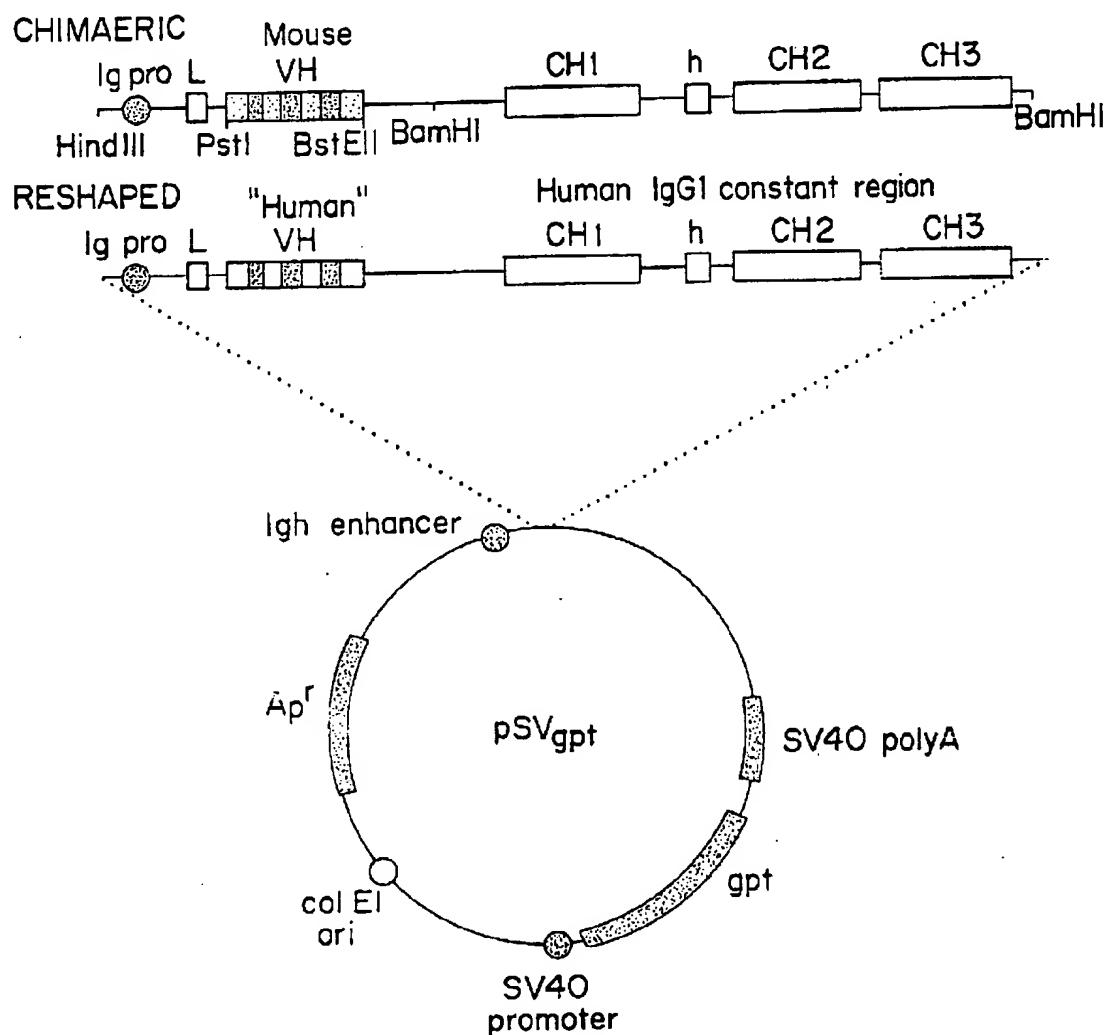 CHIMAERIC
Mouse
Ig pro L VH CH1 h CH2 CH3
HindIII PstI BstEII BamHI BamHI
RESHAPED "Human" Human IgG1 constant region
Ig pro L VH CH1 h CH2 CH3
Igh enhancer
Apʳ
pSVgpt
SV40 polyA
gpt
col EI
ori
SV40
promoter